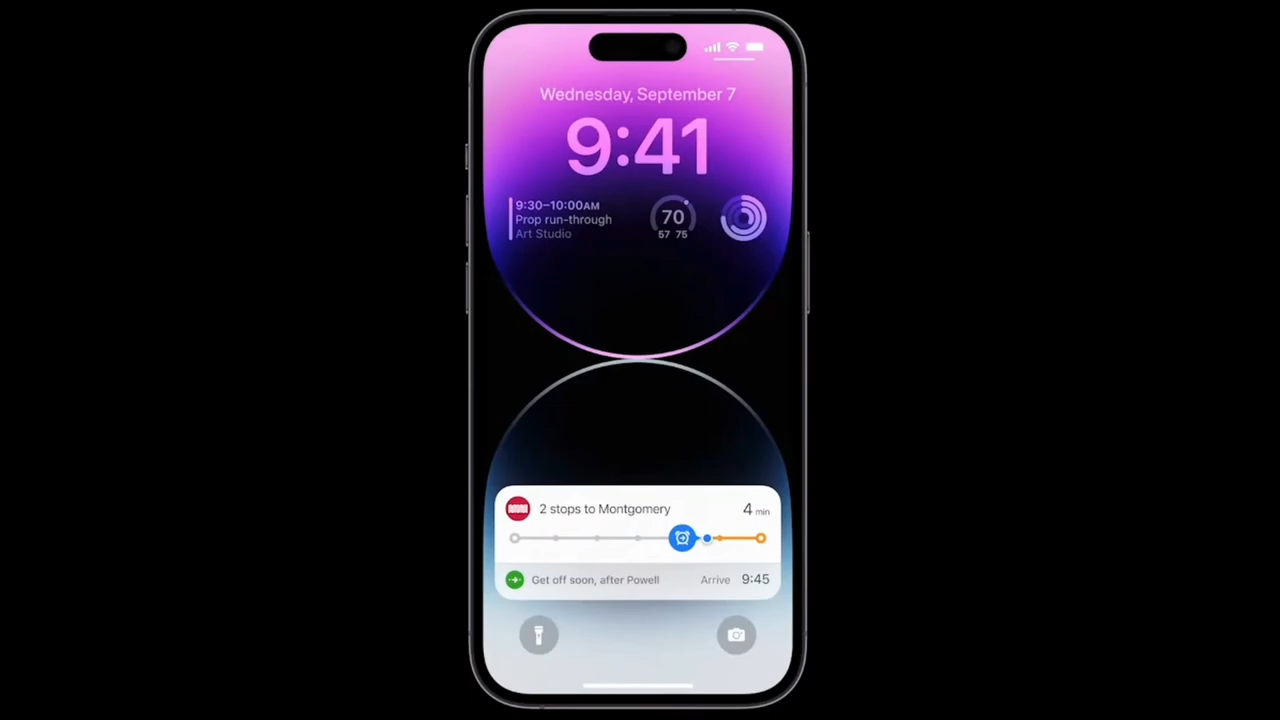 Wednesday, September 7
9:41
9:30–10:00AM
Prop run-through
Art Studio
70
57 75
2 stops to Montgomery 4 min
Get off soon, after Powell Arrive 9:45